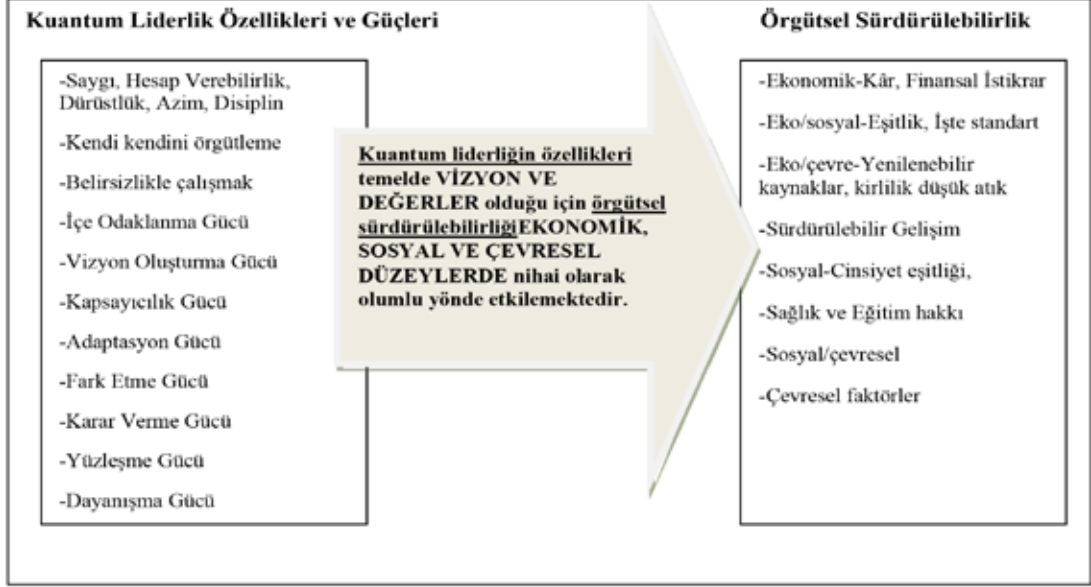 Kuantum Liderlik Özellikleri ve Güçleri
-Saygı, Hesap Verebilirlik,
Dürüstlük, Azim, Disiplin
-Kendi kendini örgütleme
-Belirsizlikle çalışmak
-İçe Odaklanma Gücü
-Vizyon Oluşturma Gücü
-Kapsayıcılık Gücü
-Adaptasyon Gücü
-Fark Etme Gücü
-Karar Verme Gücü
-Yüzleşme Gücü
-Dayanışma Gücü
Kuantum liderliğin özellikleri
temelde VİZYON VE
DEĞERLER olduğu için örgütsel
sürdürülebilirliğiEKONOMİK,
SOSYAL VE ÇEVRESEL
DÜZEYLERDE nihai olarak
olumlu yönde etkilemektedir.
Örgütsel Sürdürülebilirlik
-Ekonomik-Kâr, Finansal İstikrar
-Eko/sosyal-Eşitlik, İşte standart
-Eko/çevre-Yenilenebilir
kaynaklar, kirlilik düşük atık
-Sürdürülebilir Gelişim
-Sosyal-Cinsiyet eşitliği,
-Sağlık ve Eğitim hakkı
-Sosyal/çevresel
-Çevresel faktörler